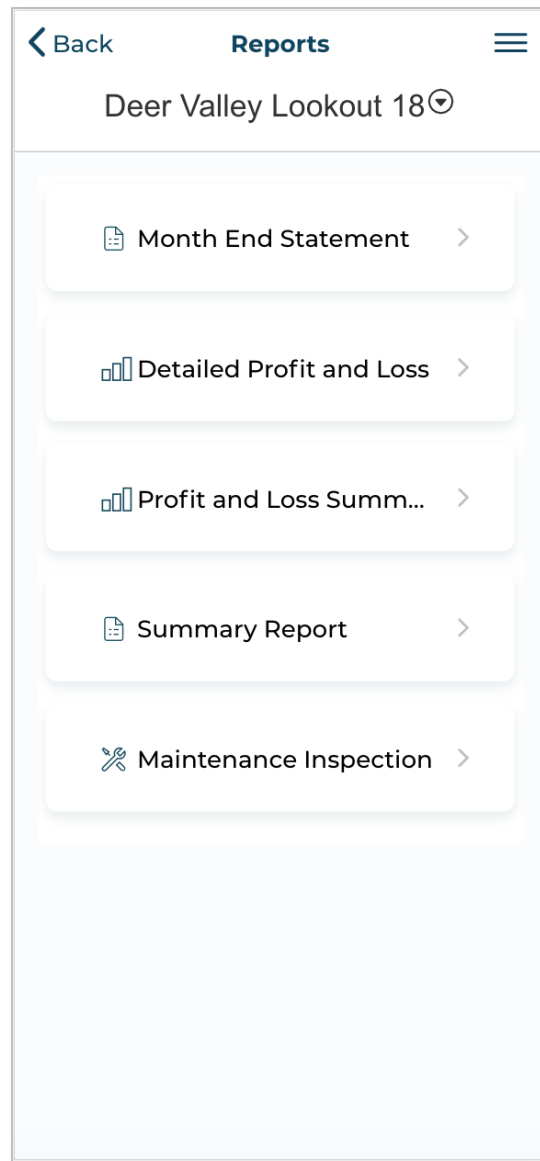 Back Reports
Deer Valley Lookout 18
Month End Statement
Detailed Profit and Loss
Profit and Loss Summ...
Summary Report
Maintenance Inspection